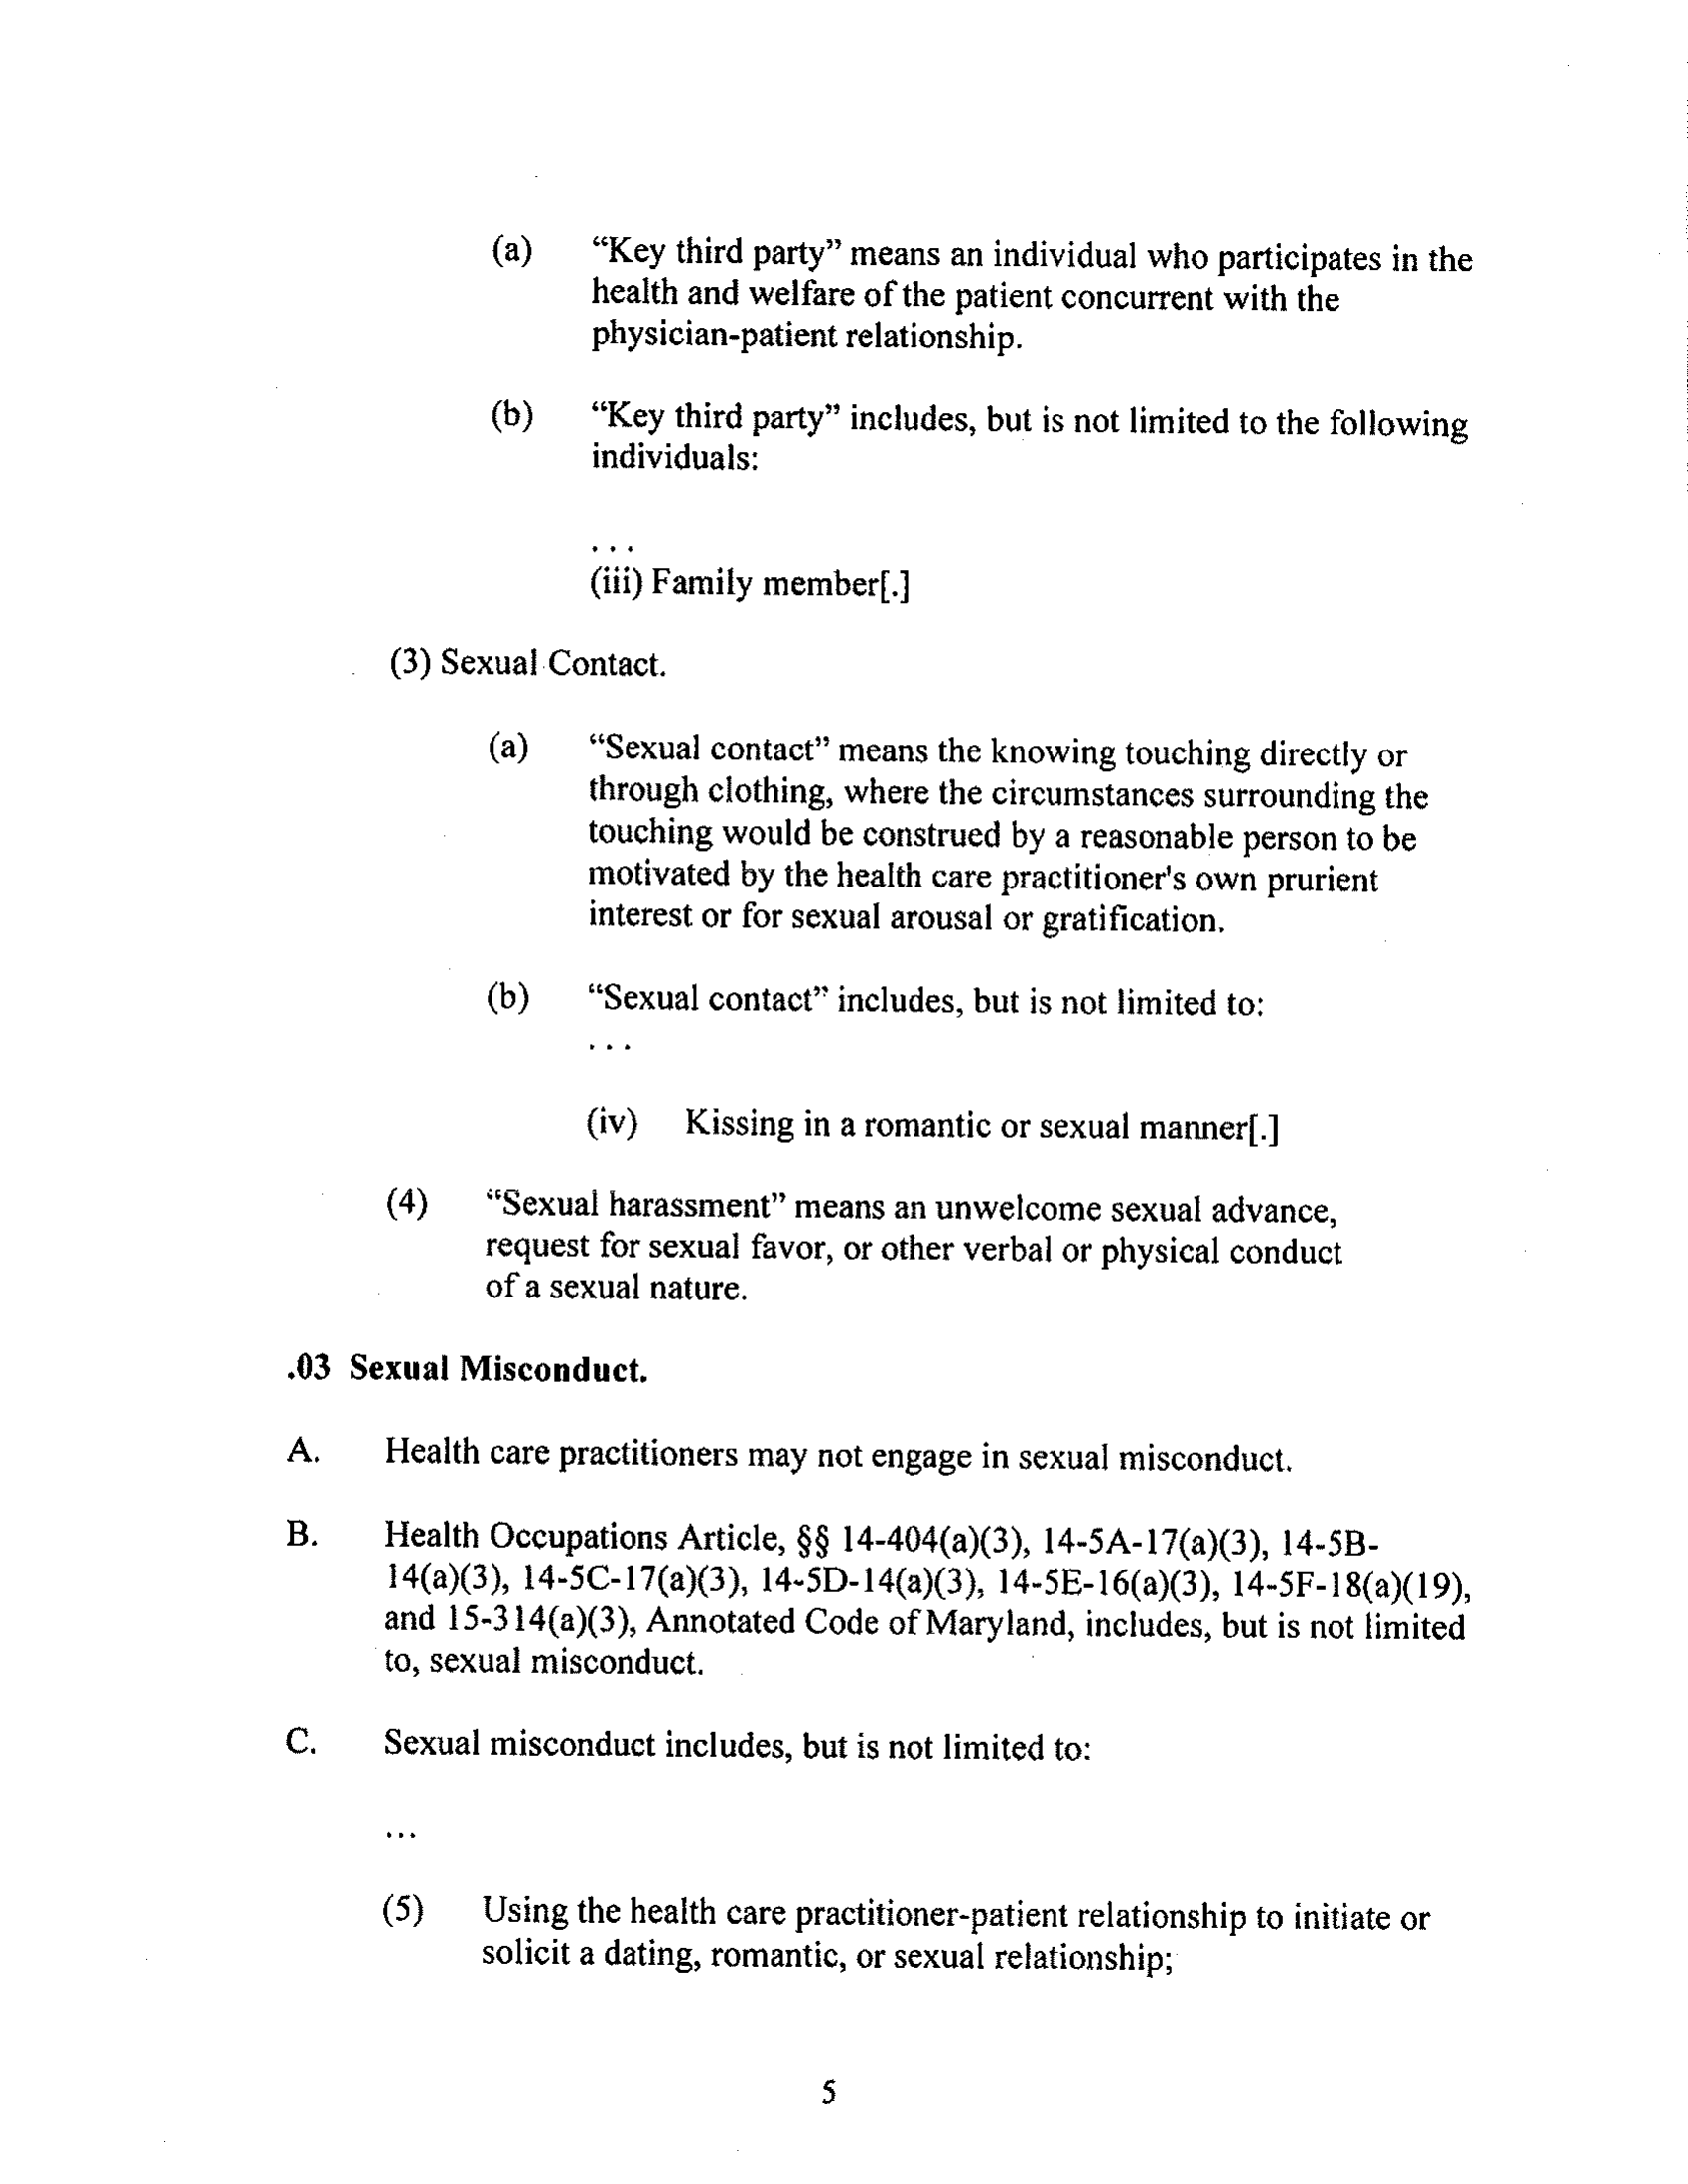 (a) “Key third party” means an individual who participates in the
health and welfare of the patient concurrent with the
physician-patient relationship.
(b) “Key third party” includes, but is not limited to the following
individuals:
. . .
(iii) Family member[.]
(3) Sexual Contact.
(a) “Sexual contact” means the knowing touching directly or
through clothing, where the circumstances surrounding the
touching would be construed by a reasonable person to be
motivated by the health care practitioner's own prurient
interest or for sexual arousal or gratification.
(b) “Sexual contact” includes, but is not limited to:
. . .
(iv) Kissing in a romantic or sexual manner[.]
(4) “Sexual harassment” means an unwelcome sexual advance,
request for sexual favor, or other verbal or physical conduct
of a sexual nature.
.03 Sexual Misconduct.
A. Health care practitioners may not engage in sexual misconduct.
B. Health Occupations Article, §§ 14-404(a)(3), 14-5A-17(a)(3), 14-5B-
14(a)(3), 14-5C-17(a)(3), 14-5D-14(a)(3), 14-5E-16(a)(3), 14-5F-18(a)(19),
and 15-314(a)(3), Annotated Code of Maryland, includes, but is not limited
to, sexual misconduct.
C. Sexual misconduct includes, but is not limited to:
...
(5) Using the health care practitioner-patient relationship to initiate or
solicit a dating, romantic, or sexual relationship;
5